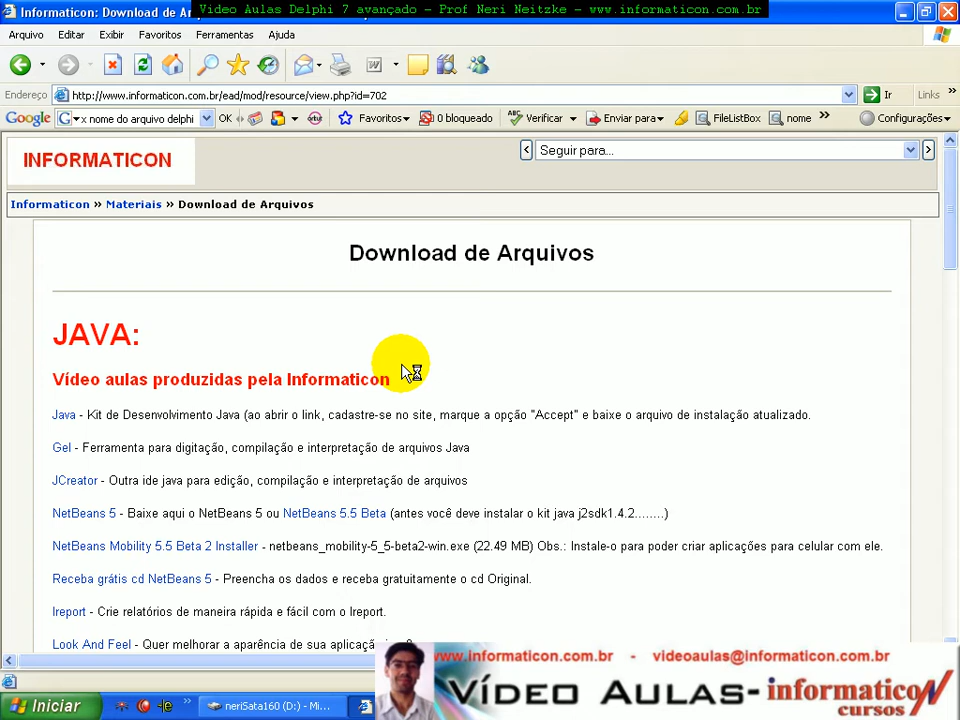 Informatica: Download de Ar
Video Aulas Delphi 7 avançado - Prof Neri Neitzke - www.informaticon.com.br
Arquivo Editar Exibir Favoritos Ferramentas Ajuda
Endereço http://www.informaticon.com.br/ead/mod/resource/view.php?id=702 Ir Links »
Google x nome do arquivo delphi OK Favoritos 0 bloqueado Verificar Enviar para FileListBox nome » Configurações
INFORMATICON
< Seguir para... >
Informaticon » Materiais » Download de Arquivos
Download de Arquivos
JAVA:
Vídeo aulas produzidas pela Informaticon
Java - Kit de Desenvolvimento Java (ao abrir o link, cadastre-se no site, marque a opção "Accept" e baixe o arquivo de instalação atualizado.
Gel - Ferramenta para digitação, compilação e interpretação de arquivos Java
JCreator - Outra ide java para edição, compilação e interpretação de arquivos
NetBeans 5 - Baixe aqui o NetBeans 5 ou NetBeans 5.5 Beta (antes você deve instalar o kit java j2sdk1.4.2........)
NetBeans Mobility 5.5 Beta 2 Installer - netbeans_mobility-5_5-beta2-win.exe (22.49 MB) Obs.: Instale-o para poder criar aplicações para celular com ele.
Receba grátis cd NetBeans 5 - Preencha os dados e receba gratuitamente o cd Original.
Ireport - Crie relatórios de maneira rápida e fácil com o Ireport.
Look And Feel - Quer melhorar a aparência de sua aplicação
www.informaticon.com.br - videoaulas@informaticon.com.br
VÍDEO AULAS- informaticon
cursos
Iniciar » neriSata160 (D:) - Mi...